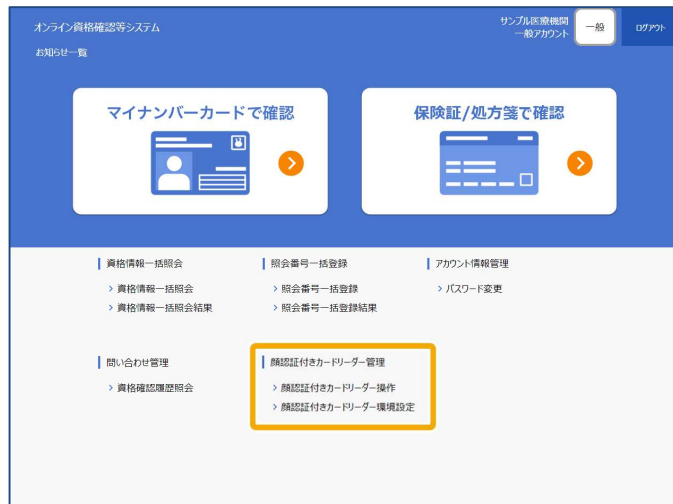 オンライン資格確認等システム
サンプル医療機関
一般アカウント
一般
ログアウト
お知らせ一覧
マイナンバーカードで確認
保険証/処方箋で確認
資格情報一括照会
> 資格情報一括照会
> 資格情報一括照会結果
照会番号一括登録
> 照会番号一括登録
> 照会番号一括登録結果
アカウント情報管理
> パスワード変更
問い合わせ管理
> 資格確認履歴照会
顔認証付きカードリーダー管理
> 顔認証付きカードリーダー操作
> 顔認証付きカードリーダー環境設定